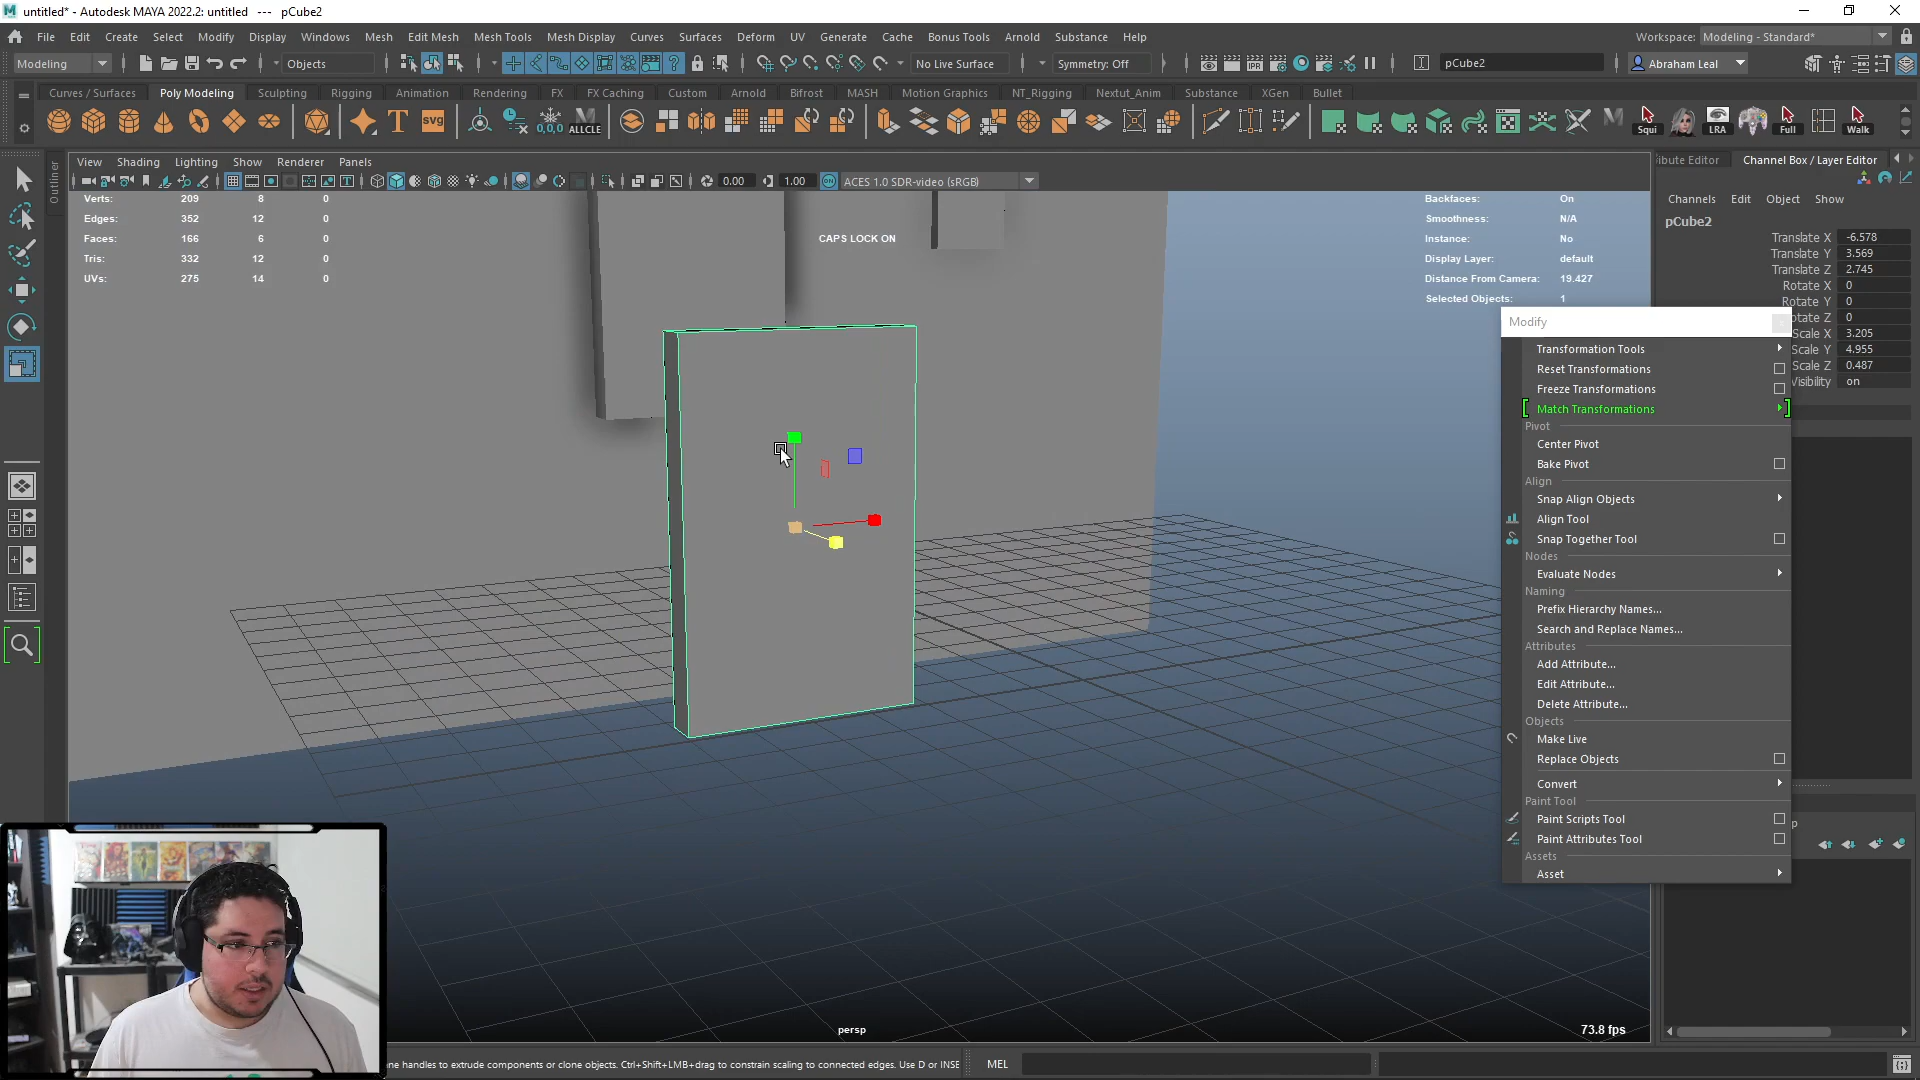 untitled* - Autodesk MAYA 2022.2: untitled --- pCube2
File Edit Create Select Modify Display Windows Mesh Edit Mesh Mesh Tools Mesh Display Curves Surfaces Deform UV Generate Cache Bonus Tools Arnold Substance Help
Workspace: Modeling - Standard*
Modeling Objects No Live Surface Symmetry: Off pCube2 Abraham Leal
Curves / Surfaces Poly Modeling Sculpting Rigging Animation Rendering FX FX Caching Custom Arnold Bifrost MASH Motion Graphics NT_Rigging Nextut_Anim Substance XGen Bullet
T svg 0,0,0 ALLCLE Squi LRA Full Walk
View Shading Lighting Show Renderer Panels
0.00 1.00 ON ACES 1.0 SDR-video (sRGB)
Outliner
ibute Editor Channel Box / Layer Editor
Channels Edit Object Show
pCube2
Translate X -6.578
Translate Y 3.569
Translate Z 2.745
Rotate X 0
Rotate Y 0
otate Z 0
Scale X 3.205
Scale Y 4.955
Scale Z 0.487
Visibility on
Verts: 209 8 0
Edges: 352 12 0
Faces: 166 6 0
Tris: 332 12 0
UVs: 275 14 0
CAPS LOCK ON
Backfaces: On
Smoothness: N/A
Instance: No
Display Layer: default
Distance From Camera: 19.427
Selected Objects: 1
Modify
Transformation Tools
Reset Transformations
Freeze Transformations
Match Transformations
Pivot
Center Pivot
Bake Pivot
Align
Snap Align Objects
Align Tool
Snap Together Tool
Nodes
Evaluate Nodes
Naming
Prefix Hierarchy Names...
Search and Replace Names...
Attributes
Add Attribute...
Edit Attribute...
Delete Attribute...
Objects
Make Live
Replace Objects
Convert
Paint Tool
Paint Scripts Tool
Paint Attributes Tool
Assets
Asset
p
persp
73.8 fps
ne handles to extrude components or clone objects. Ctrl+Shift+LMB+drag to constrain scaling to connected edges. Use D or INSE
MEL